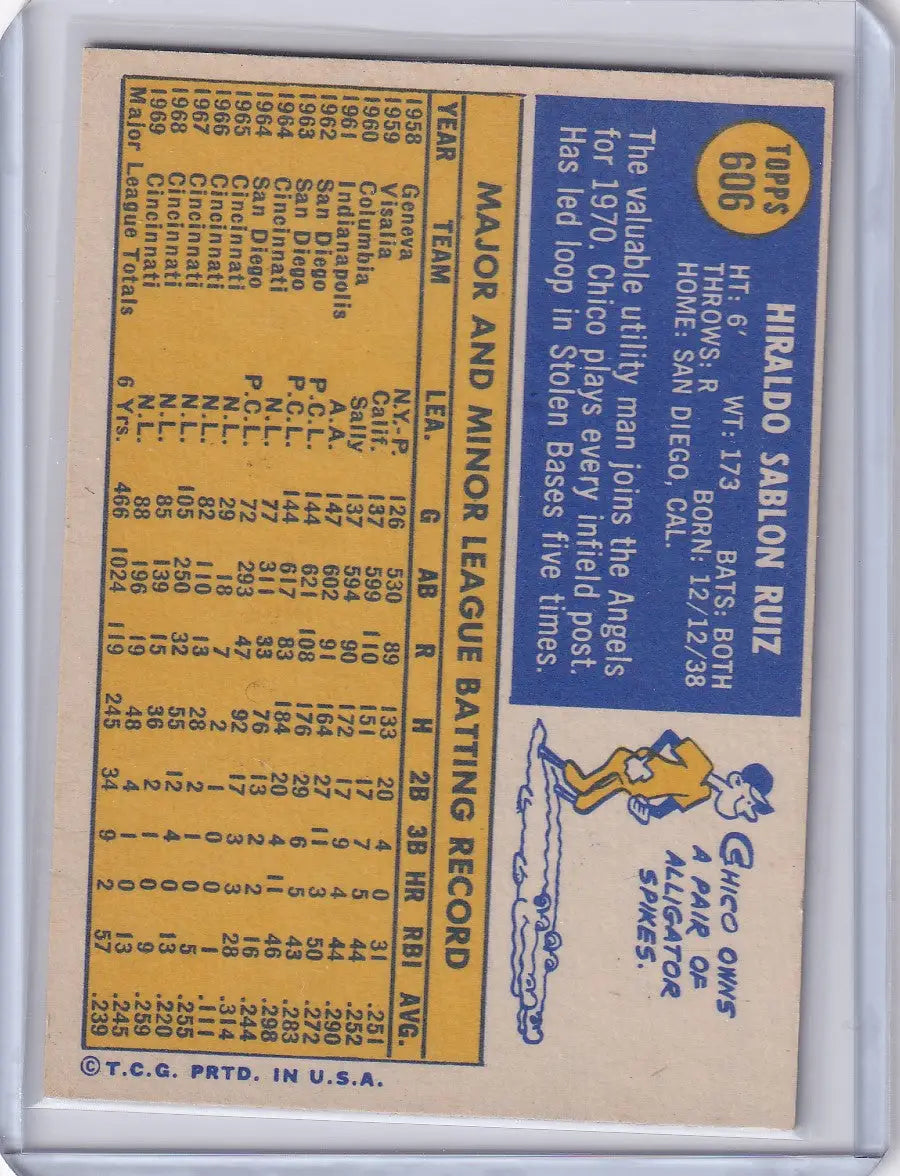 TOPPS
606
HIRALDO SABLON RUIZ
HT: 6' WT: 173 BATS: BOTH
THROWS: R BORN: 12/12/38
HOME: SAN DIEGO, CAL.
The valuable utility man joins the Angels
for 1970. Chico plays every infield post.
Has led loop in Stolen Bases five times.
CHICO OWNS
A PAIR OF
ALLIGATOR
SPIKES.
MAJOR AND MINOR LEAGUE BATTING RECORD
YEAR TEAM LEA. G AB R H 2B 3B HR RBI AVG.
1958 Geneva N.Y.-P. 126 530 89 133 20 4 0 31 .251
1959 Visalia Calif. 137 599 110 151 17 7 5 44 .252
1960 Columbia Sally 137 594 90 172 17 9 4 44 .290
1961 Indianapolis A.A. 147 602 91 164 27 11 3 50 .272
1962 San Diego P.C.L. 144 621 108 176 29 6 5 43 .283
1963 San Diego P.C.L. 144 617 83 184 20 4 11 46 .298
1964 Cincinnati N.L. 77 311 33 76 13 2 2 16 .244
1964 San Diego P.C.L. 72 293 47 92 17 3 3 28 .314
1965 Cincinnati N.L. 29 18 7 2 1 0 0 1 .111
1966 Cincinnati N.L. 82 110 13 28 2 1 0 5 .255
1967 Cincinnati N.L. 105 250 32 55 12 4 0 13 .220
1968 Cincinnati N.L. 85 139 15 36 2 1 0 9 .259
1969 Cincinnati N.L. 88 196 19 48 4 1 0 13 .245
Major League Totals 6 Yrs. 466 1024 119 245 34 9 2 57 .239
©T.C.G. PRTD. IN U.S.A.